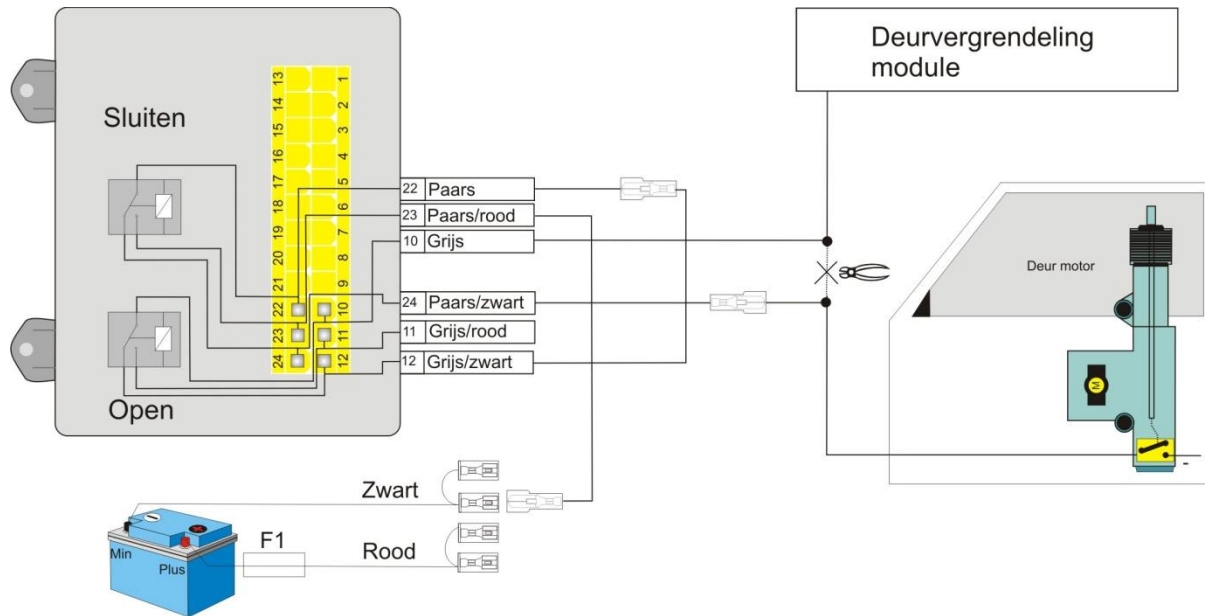 Sluiten
Open
13 1
14 2
15 3
16 4
17 5
18 6
19 7
20 8
21 9
22 10
23 11
24 12
22 Paars
23 Paars/rood
10 Grijs
24 Paars/zwart
11 Grijs/rood
12 Grijs/zwart
Deurvergrendeling
module
Deur motor
M
-
Zwart
Rood
F1
Min
Plus